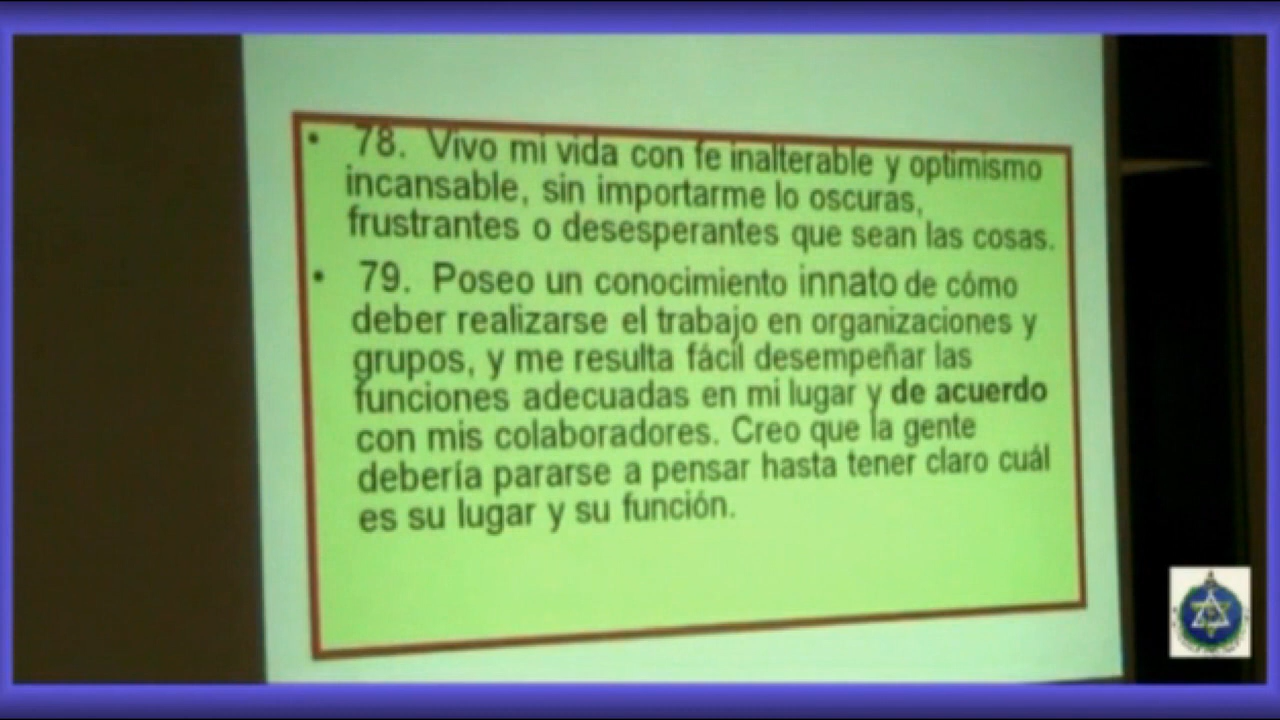 • 78. Vivo mi vida con fe inalterable y optimismo
incansable, sin importarme lo oscuras,
frustrantes o desesperantes que sean las cosas.
• 79. Poseo un conocimiento innato de cómo
deber realizarse el trabajo en organizaciones y
grupos, y me resulta fácil desempeñar las
funciones adecuadas en mi lugar y de acuerdo
con mis colaboradores. Creo que la gente
debería pararse a pensar hasta tener claro cuál
es su lugar y su función.